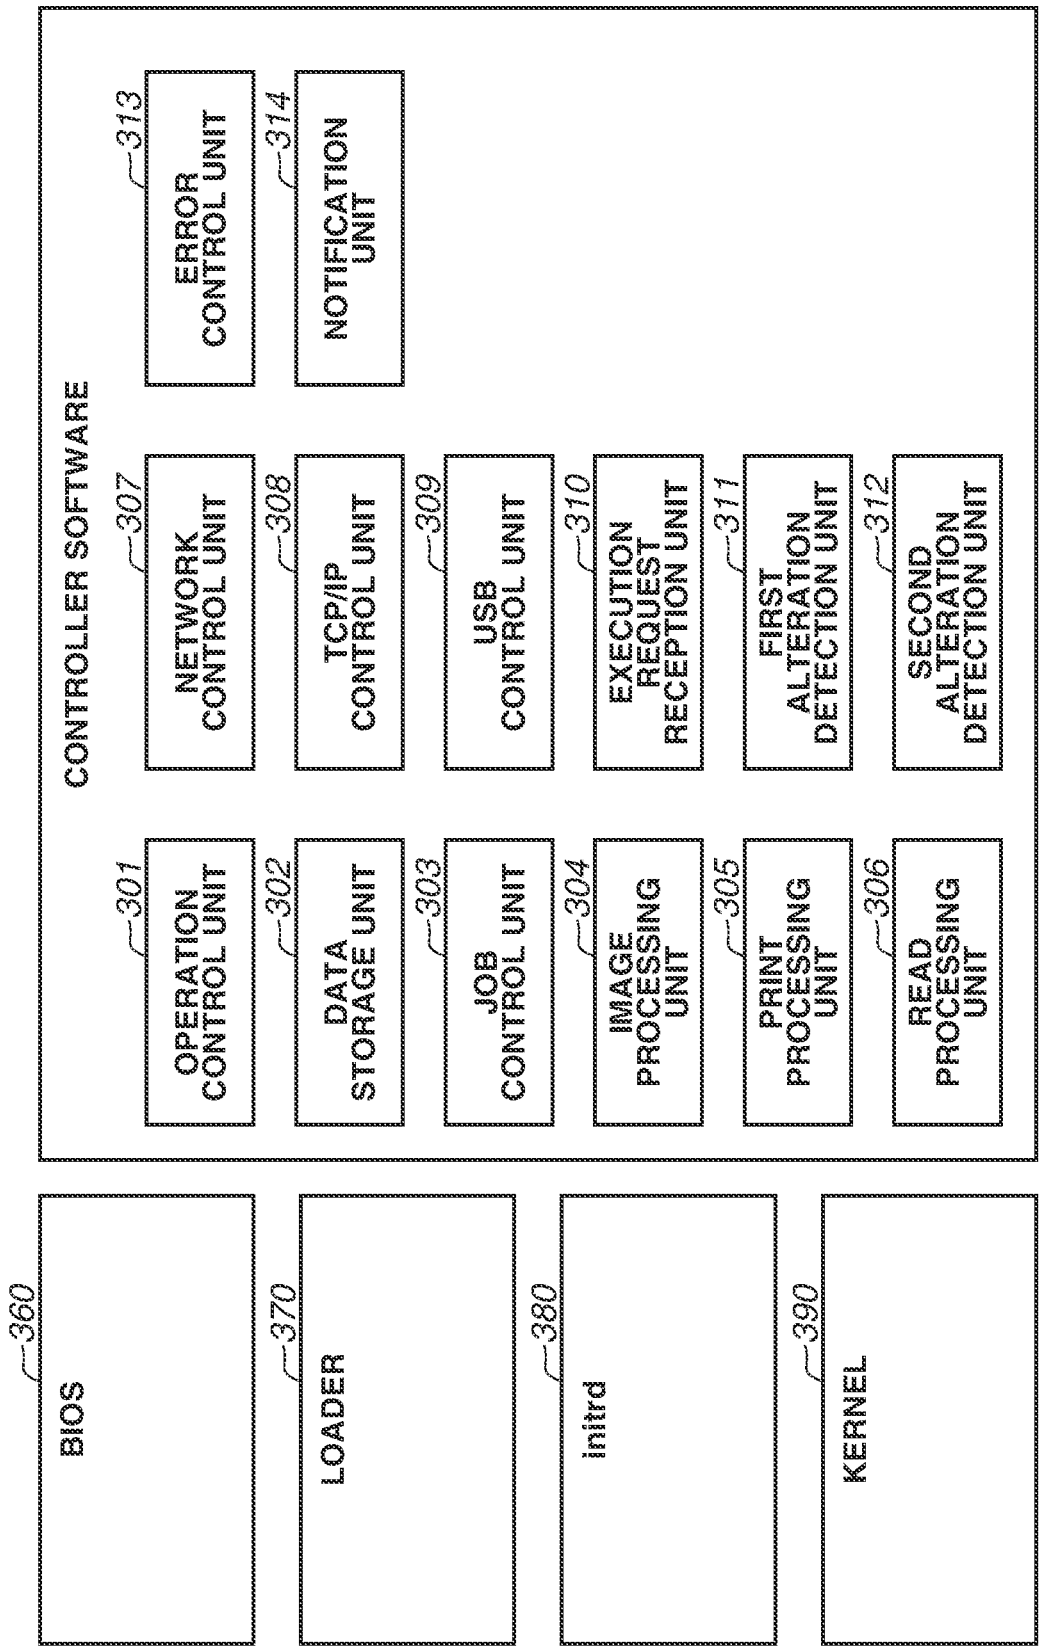 360
BIOS
370
LOADER
380
initrd
390
KERNEL
CONTROLLER SOFTWARE
301
OPERATION
CONTROL UNIT
302
DATA
STORAGE UNIT
303
JOB
CONTROL UNIT
304
IMAGE
PROCESSING
UNIT
305
PRINT
PROCESSING
UNIT
306
READ
PROCESSING
UNIT
307
NETWORK
CONTROL UNIT
308
TCP/IP
CONTROL UNIT
309
USB
CONTROL UNIT
310
EXECUTION
REQUEST
RECEPTION UNIT
311
FIRST
ALTERATION
DETECTION UNIT
312
SECOND
ALTERATION
DETECTION UNIT
313
ERROR
CONTROL UNIT
314
NOTIFICATION
UNIT